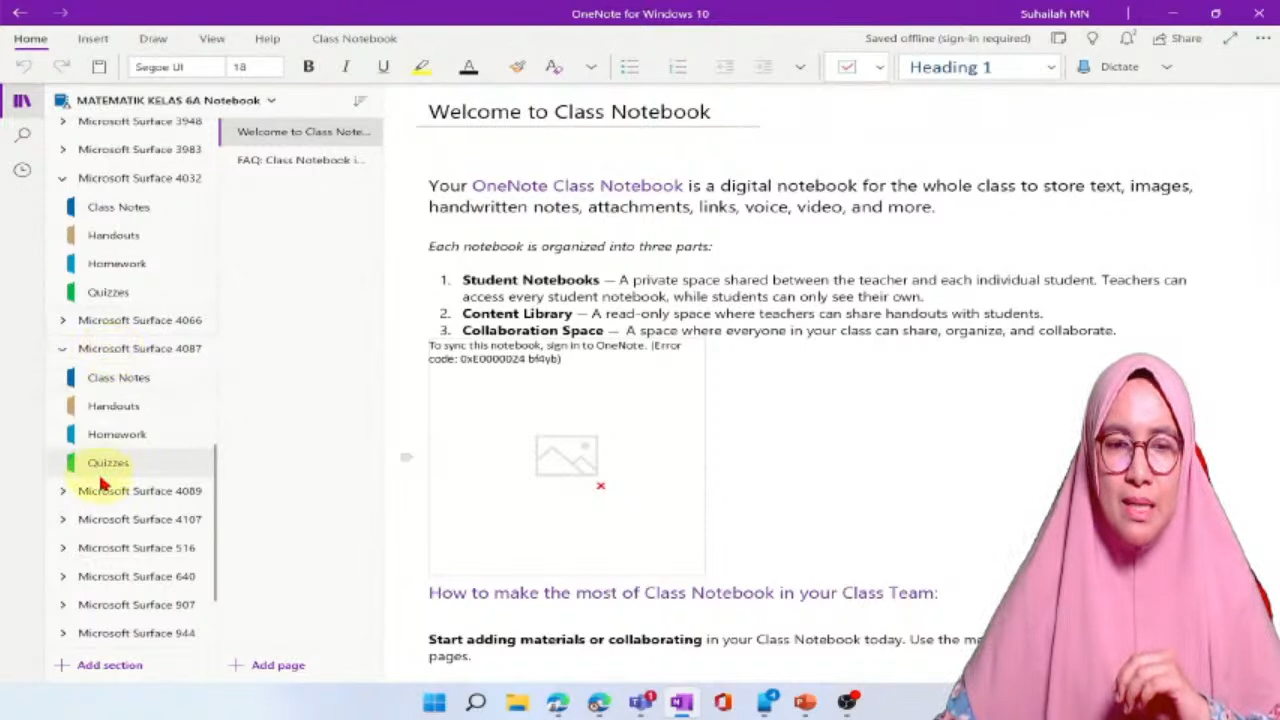 OneNote for Windows 10
Suhailah MN
Home Insert Draw View Help Class Notebook
Saved offline (sign-in required)
Share
Segoe UI 18 B I U A
Heading 1
Dictate
MATEMATIK KELAS 6A Notebook
Microsoft Surface 3948
Microsoft Surface 3983
Microsoft Surface 4032
Class Notes
Handouts
Homework
Quizzes
Microsoft Surface 4066
Microsoft Surface 4087
Class Notes
Handouts
Homework
Quizzes
Microsoft Surface 4089
Microsoft Surface 4107
Microsoft Surface 516
Microsoft Surface 640
Microsoft Surface 907
Microsoft Surface 944
Add section
Welcome to Class Note...
FAQ: Class Notebook i...
Add page
Welcome to Class Notebook
Your OneNote Class Notebook is a digital notebook for the whole class to store text, images,
handwritten notes, attachments, links, voice, video, and more.
Each notebook is organized into three parts:
1. Student Notebooks — A private space shared between the teacher and each individual student. Teachers can
access every student notebook, while students can only see their own.
2. Content Library — A read-only space where teachers can share handouts with students.
3. Collaboration Space — A space where everyone in your class can share, organize, and collaborate.
To sync this notebook, sign in to OneNote. (Error
code: 0xE0000024 bf4yb)
How to make the most of Class Notebook in your Class Team:
Start adding materials or collaborating in your Class Notebook today. Use the
pages.